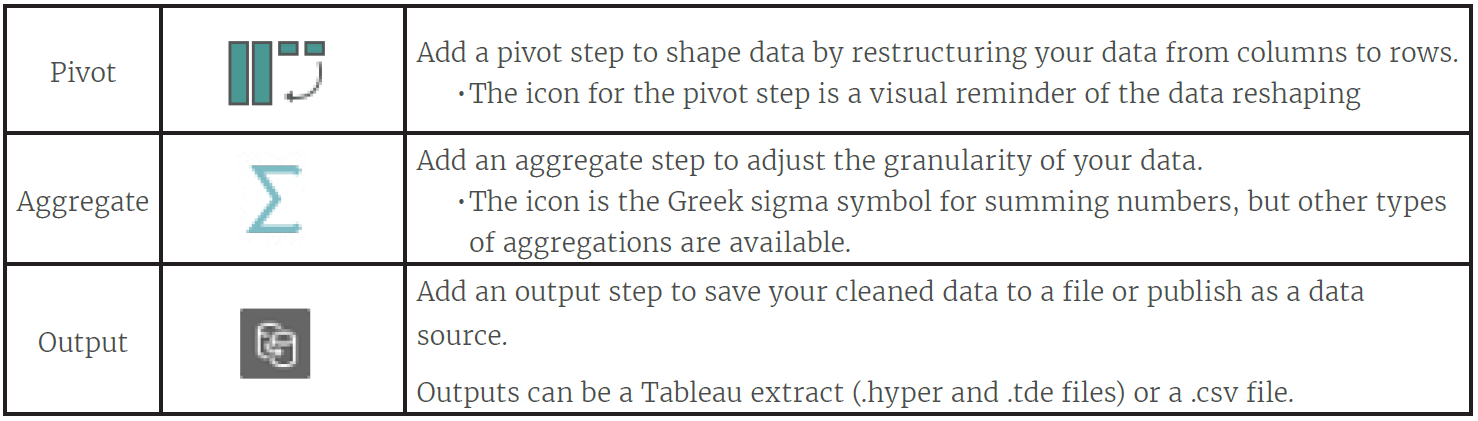 Pivot
Add a pivot step to shape data by restructuring your data from columns to rows.
•The icon for the pivot step is a visual reminder of the data reshaping
Aggregate
Σ
Add an aggregate step to adjust the granularity of your data.
•The icon is the Greek sigma symbol for summing numbers, but other types
of aggregations are available.
Output
Add an output step to save your cleaned data to a file or publish as a data
source.
Outputs can be a Tableau extract (.hyper and .tde files) or a .csv file.